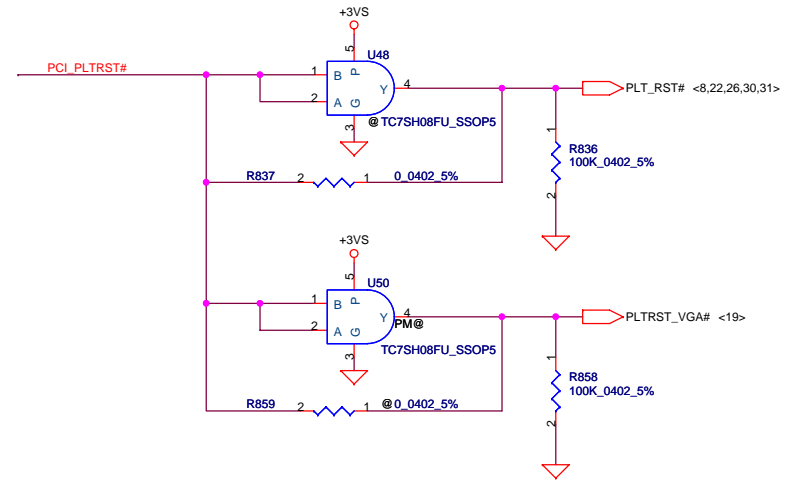 +3VS
5
U48
PCI_PLTRST#
1
B
P
Y
4
2
A
G
PLT_RST# <8,22,26,30,31>
3
@TC7SH08FU_SSOP5
1
R836
100K_0402_5%
2
R837
2
1
0_0402_5%
+3VS
5
U50
1
B
P
Y
4
PM@
2
A
G
PLTRST_VGA# <19>
3
TC7SH08FU_SSOP5
1
R858
100K_0402_5%
2
R859
2
1
@0_0402_5%